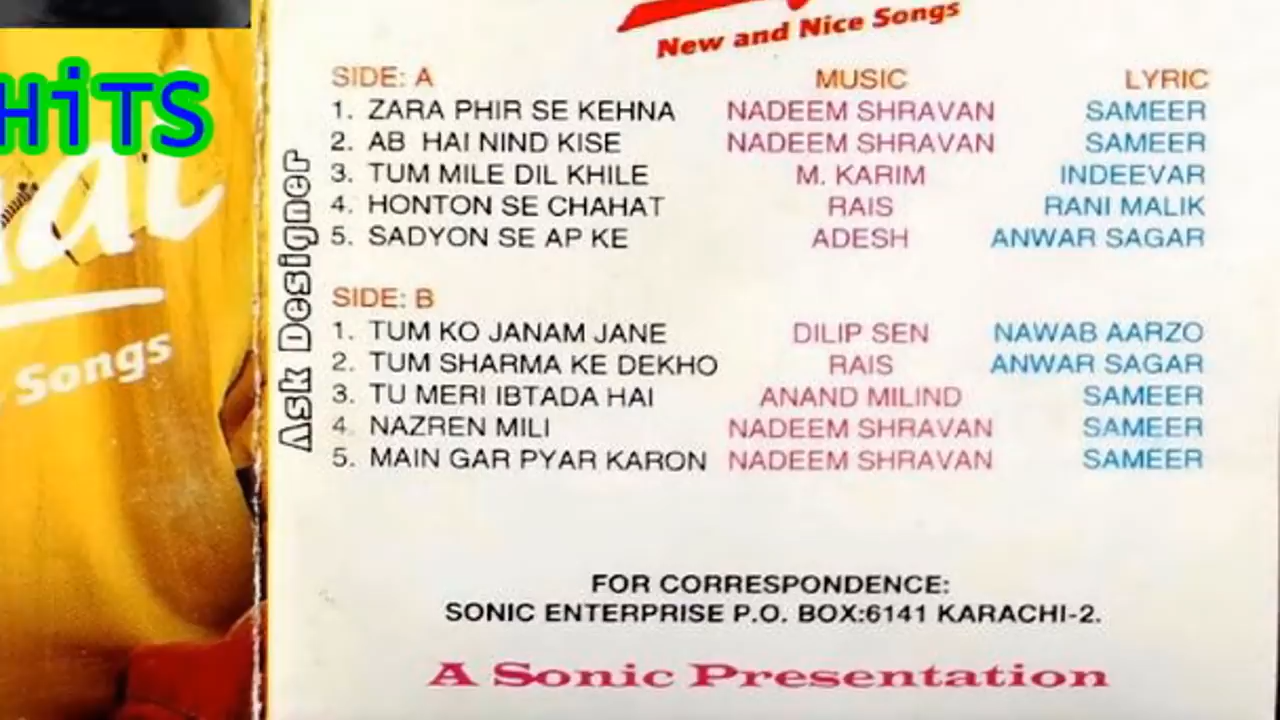 HiTS
Songs
New and Nice Songs
Ask Designer
SIDE: A MUSIC LYRIC
1. ZARA PHIR SE KEHNA NADEEM SHRAVAN SAMEER
2. AB HAI NIND KISE NADEEM SHRAVAN SAMEER
3. TUM MILE DIL KHILE M. KARIM INDEEVAR
4. HONTON SE CHAHAT RAIS RANI MALIK
5. SADYON SE AP KE ADESH ANWAR SAGAR
SIDE: B
1. TUM KO JANAM JANE DILIP SEN NAWAB AARZO
2. TUM SHARMA KE DEKHO RAIS ANWAR SAGAR
3. TU MERI IBTADA HAI ANAND MILIND SAMEER
4. NAZREN MILI NADEEM SHRAVAN SAMEER
5. MAIN GAR PYAR KARON NADEEM SHRAVAN SAMEER
FOR CORRESPONDENCE:
SONIC ENTERPRISE P.O. BOX:6141 KARACHI-2.
A Sonic Presentation